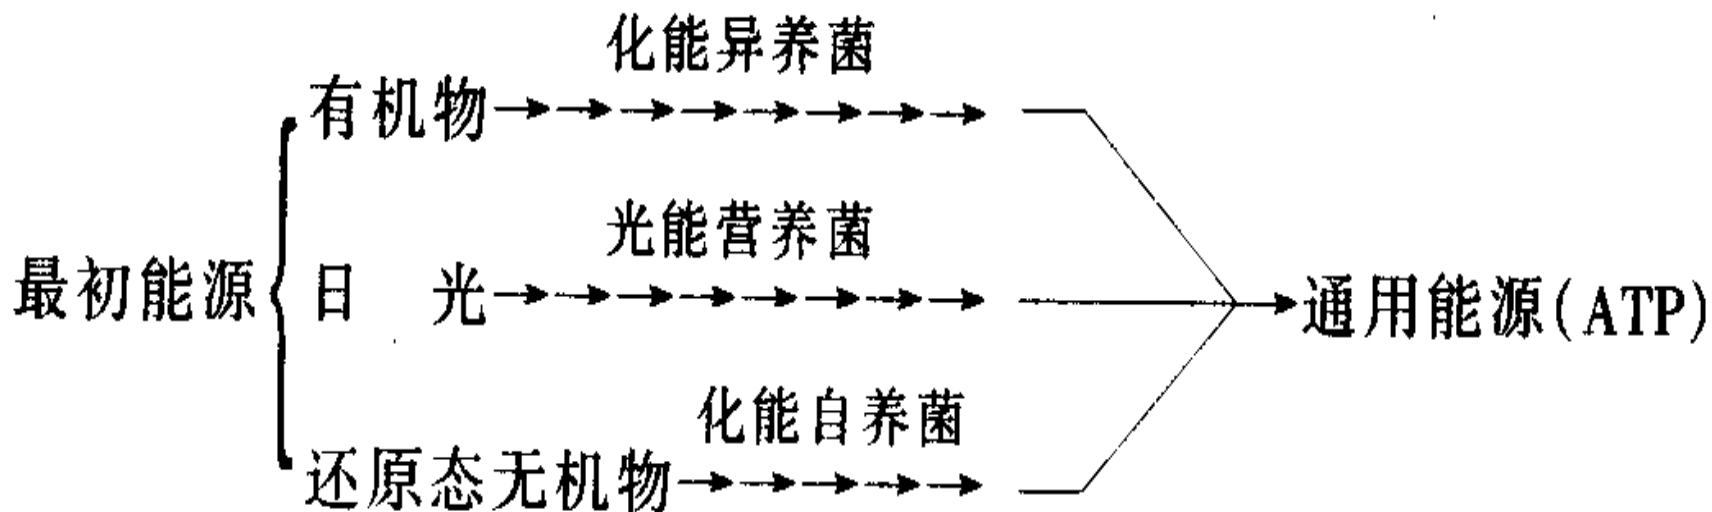 化能异养菌
有机物
光能营养菌
最初能源
日 光
通用能源(ATP)
化能自养菌
还原态无机物